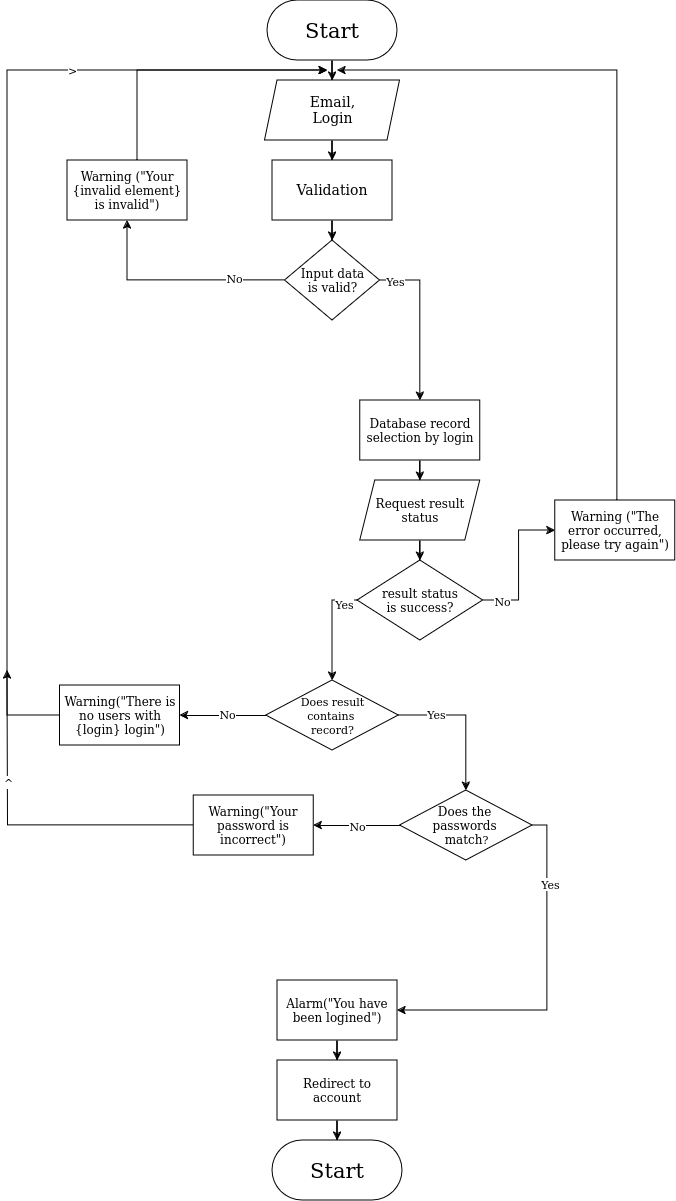 Start
>
Email,
Login
Warning ("Your
{invalid element}
is invalid")
Validation
Input data
is valid?
No
Yes
Database record
selection by login
Request result
status
Warning ("The
error occurred,
please try again")
result status
is success?
Yes
No
Warning("There is
no users with
{login} login")
No
Does result
contains
record?
Yes
^
Warning("Your
password is
incorrect")
No
Does the
passwords
match?
Yes
Alarm("You have
been logined")
Redirect to
account
Start